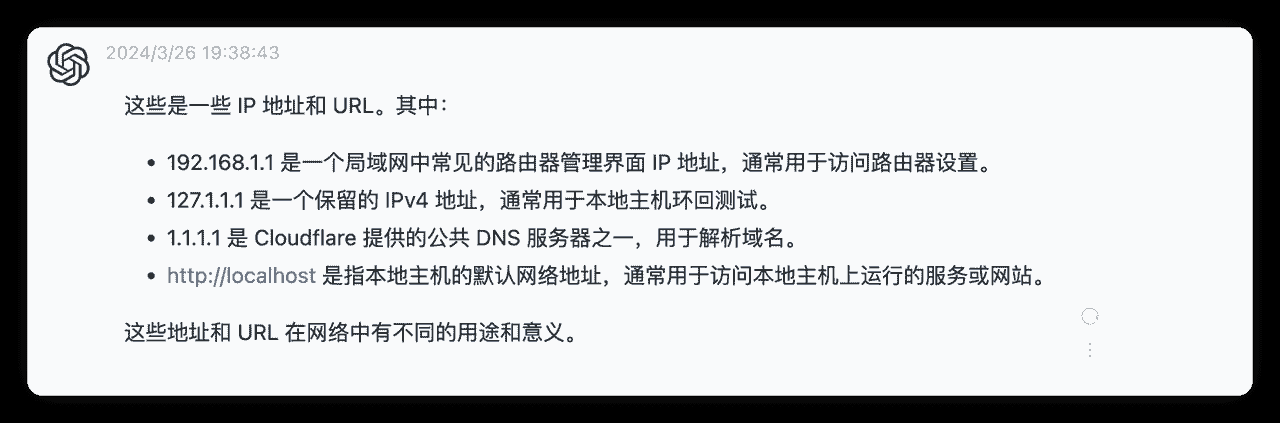 2024/3/26 19:38:43
这些是一些 IP 地址和 URL。其中：
• 192.168.1.1 是一个局域网中常见的路由器管理界面 IP 地址，通常用于访问路由器设置。
• 127.1.1.1 是一个保留的 IPv4 地址，通常用于本地主机环回测试。
• 1.1.1.1 是 Cloudflare 提供的公共 DNS 服务器之一，用于解析域名。
• http://localhost 是指本地主机的默认网络地址，通常用于访问本地主机上运行的服务或网站。
这些地址和 URL 在网络中有不同的用途和意义。